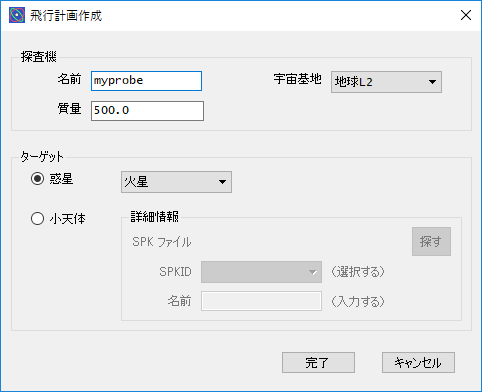 飛行計画作成
探査機
名前 myprobe 宇宙基地 地球L2
質量 500.0
ターゲット
惑星 火星
小天体 詳細情報
SPK ファイル 探す
SPKID (選択する)
名前 (入力する)
完了 キャンセル